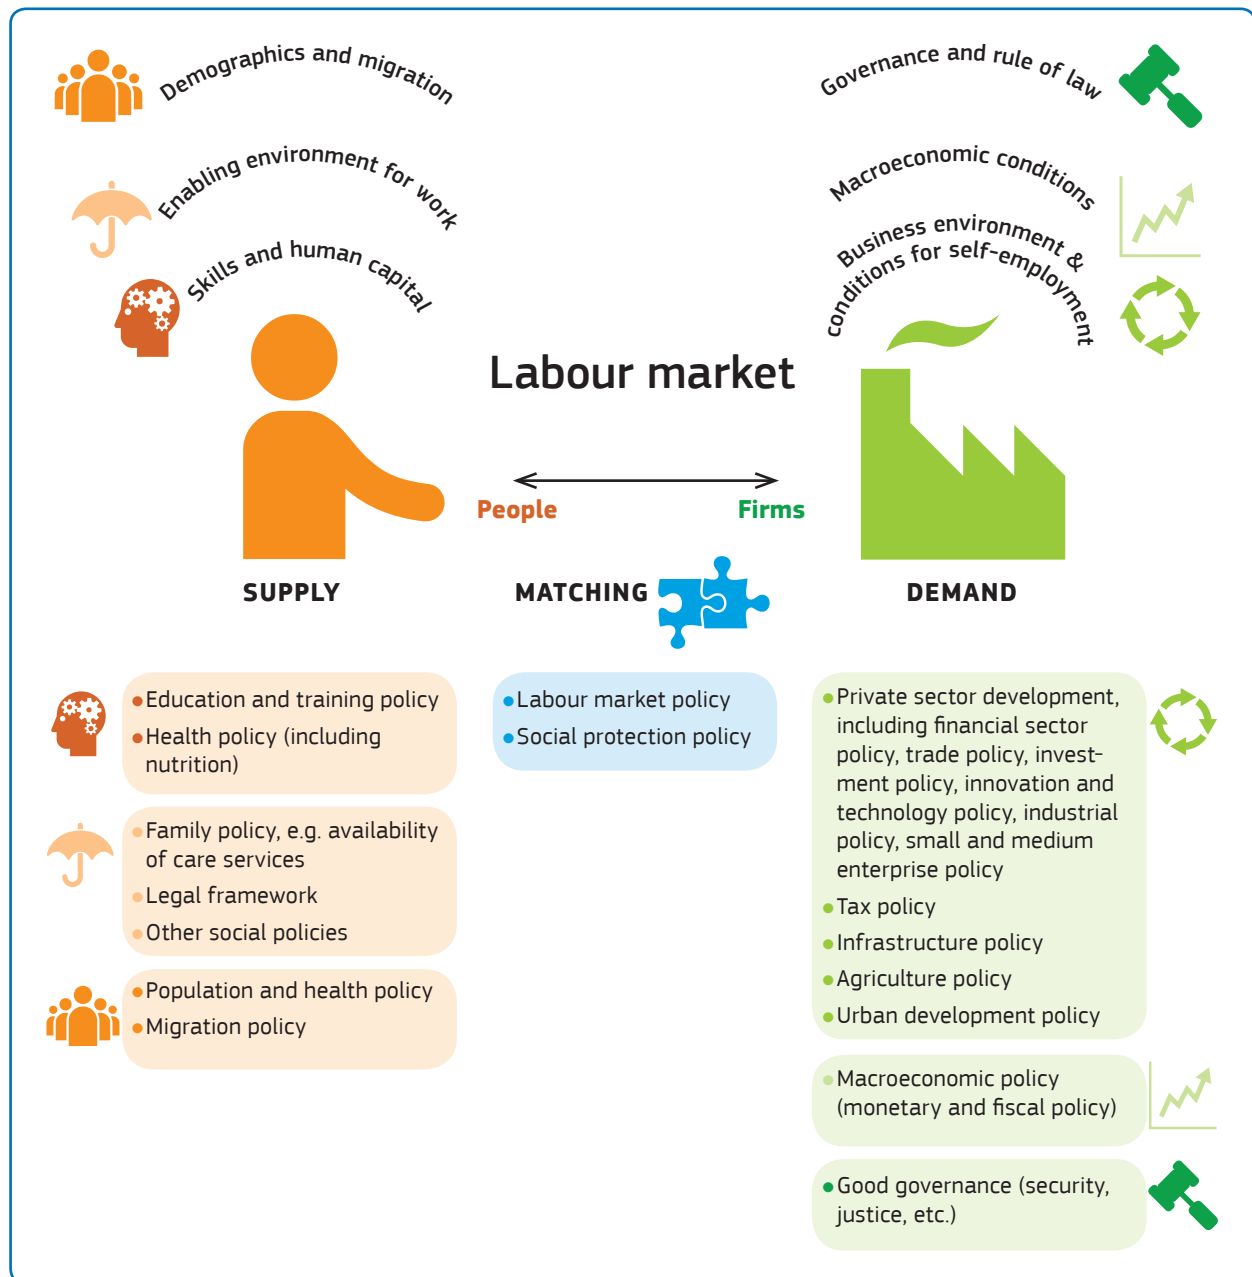 Demographics and migration
Enabling environment for work
Skills and human capital
Governance and rule of law
Macroeconomic conditions
Business environment &
conditions for self-employment
Labour market
People
Firms
SUPPLY
MATCHING
DEMAND
Education and training policy
Health policy (including
nutrition)
Family policy, e.g. availability
of care services
Legal framework
Other social policies
Population and health policy
Migration policy
Labour market policy
Social protection policy
Private sector development,
including financial sector
policy, trade policy, invest-
ment policy, innovation and
technology policy, industrial
policy, small and medium
enterprise policy
Tax policy
Infrastructure policy
Agriculture policy
Urban development policy
Macroeconomic policy
(monetary and fiscal policy)
Good governance (security,
justice, etc.)